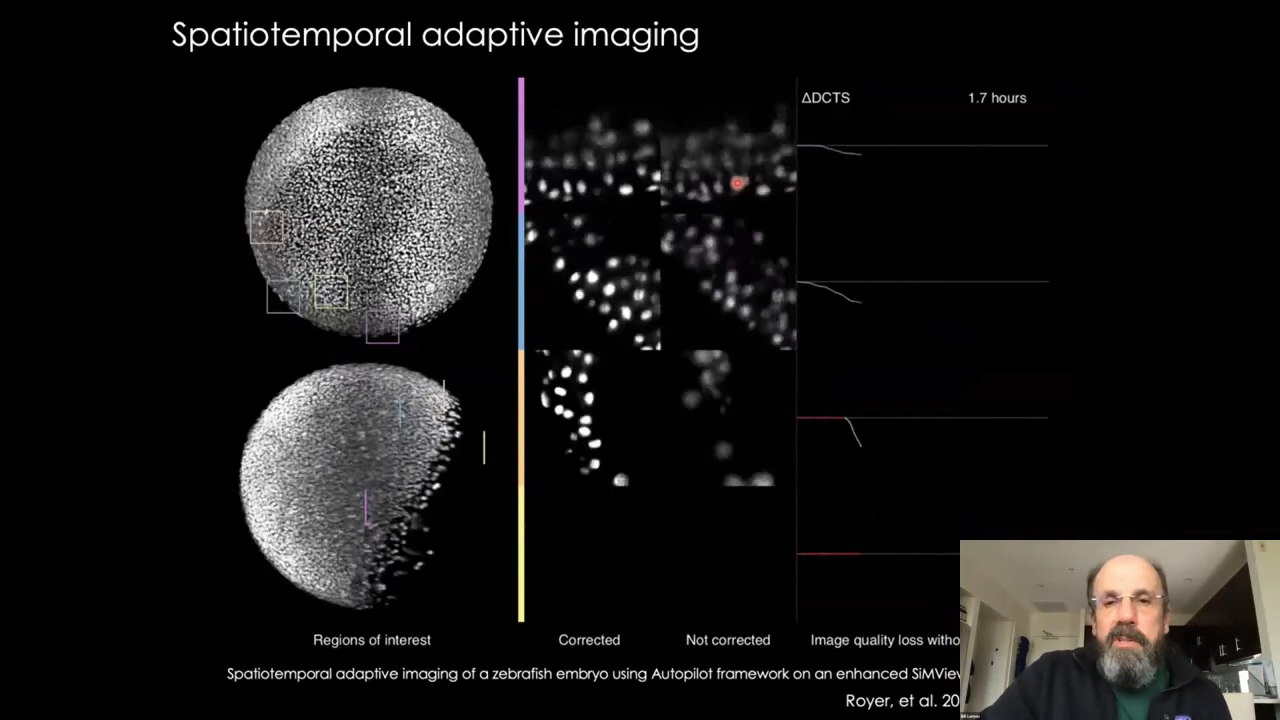 Spatiotemporal adaptive imaging
ΔDCTS 1.7 hours
Regions of interest
Corrected
Not corrected
Image quality loss witho
Spatiotemporal adaptive imaging of a zebrafish embryo using Autopilot framework on an enhanced SiMVie
Royer, et al. 20